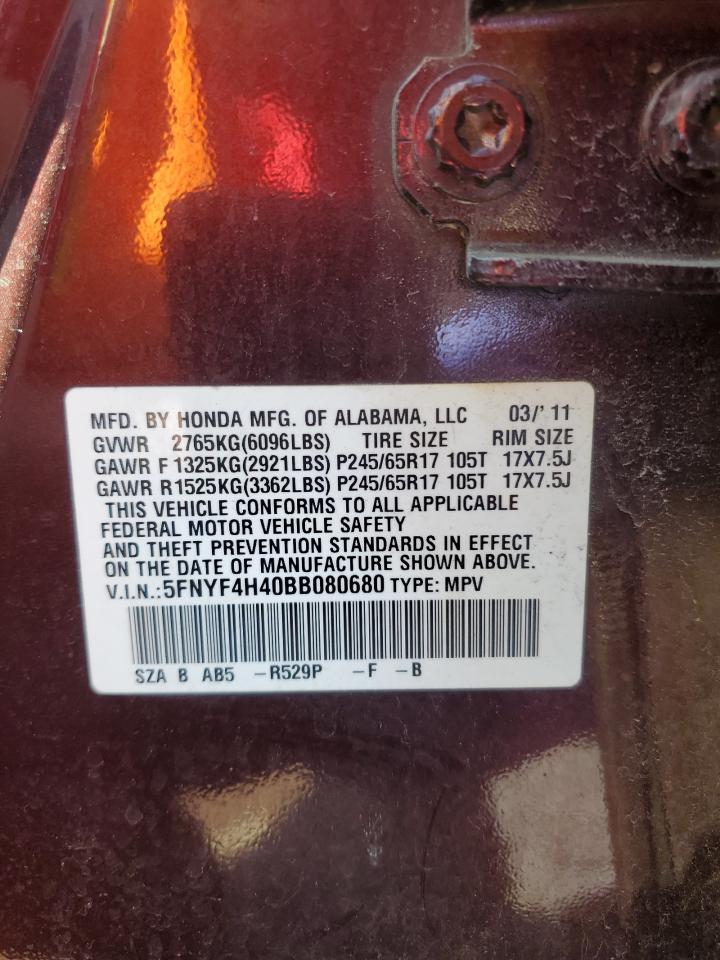 MFD. BY HONDA MFG. OF ALABAMA, LLC 03/'11
GVWR 2765KG(6096LBS) TIRE SIZE RIM SIZE
GAWR F 1325KG(2921LBS) P245/65R17 105T 17X7.5J
GAWR R1525KG(3362LBS) P245/65R17 105T 17X7.5J
THIS VEHICLE CONFORMS TO ALL APPLICABLE
FEDERAL MOTOR VEHICLE SAFETY
AND THEFT PREVENTION STANDARDS IN EFFECT
ON THE DATE OF MANUFACTURE SHOWN ABOVE.
V.I.N.:5FNYF4H40BB080680 TYPE: MPV
SZA B AB5 -R529P -F -B